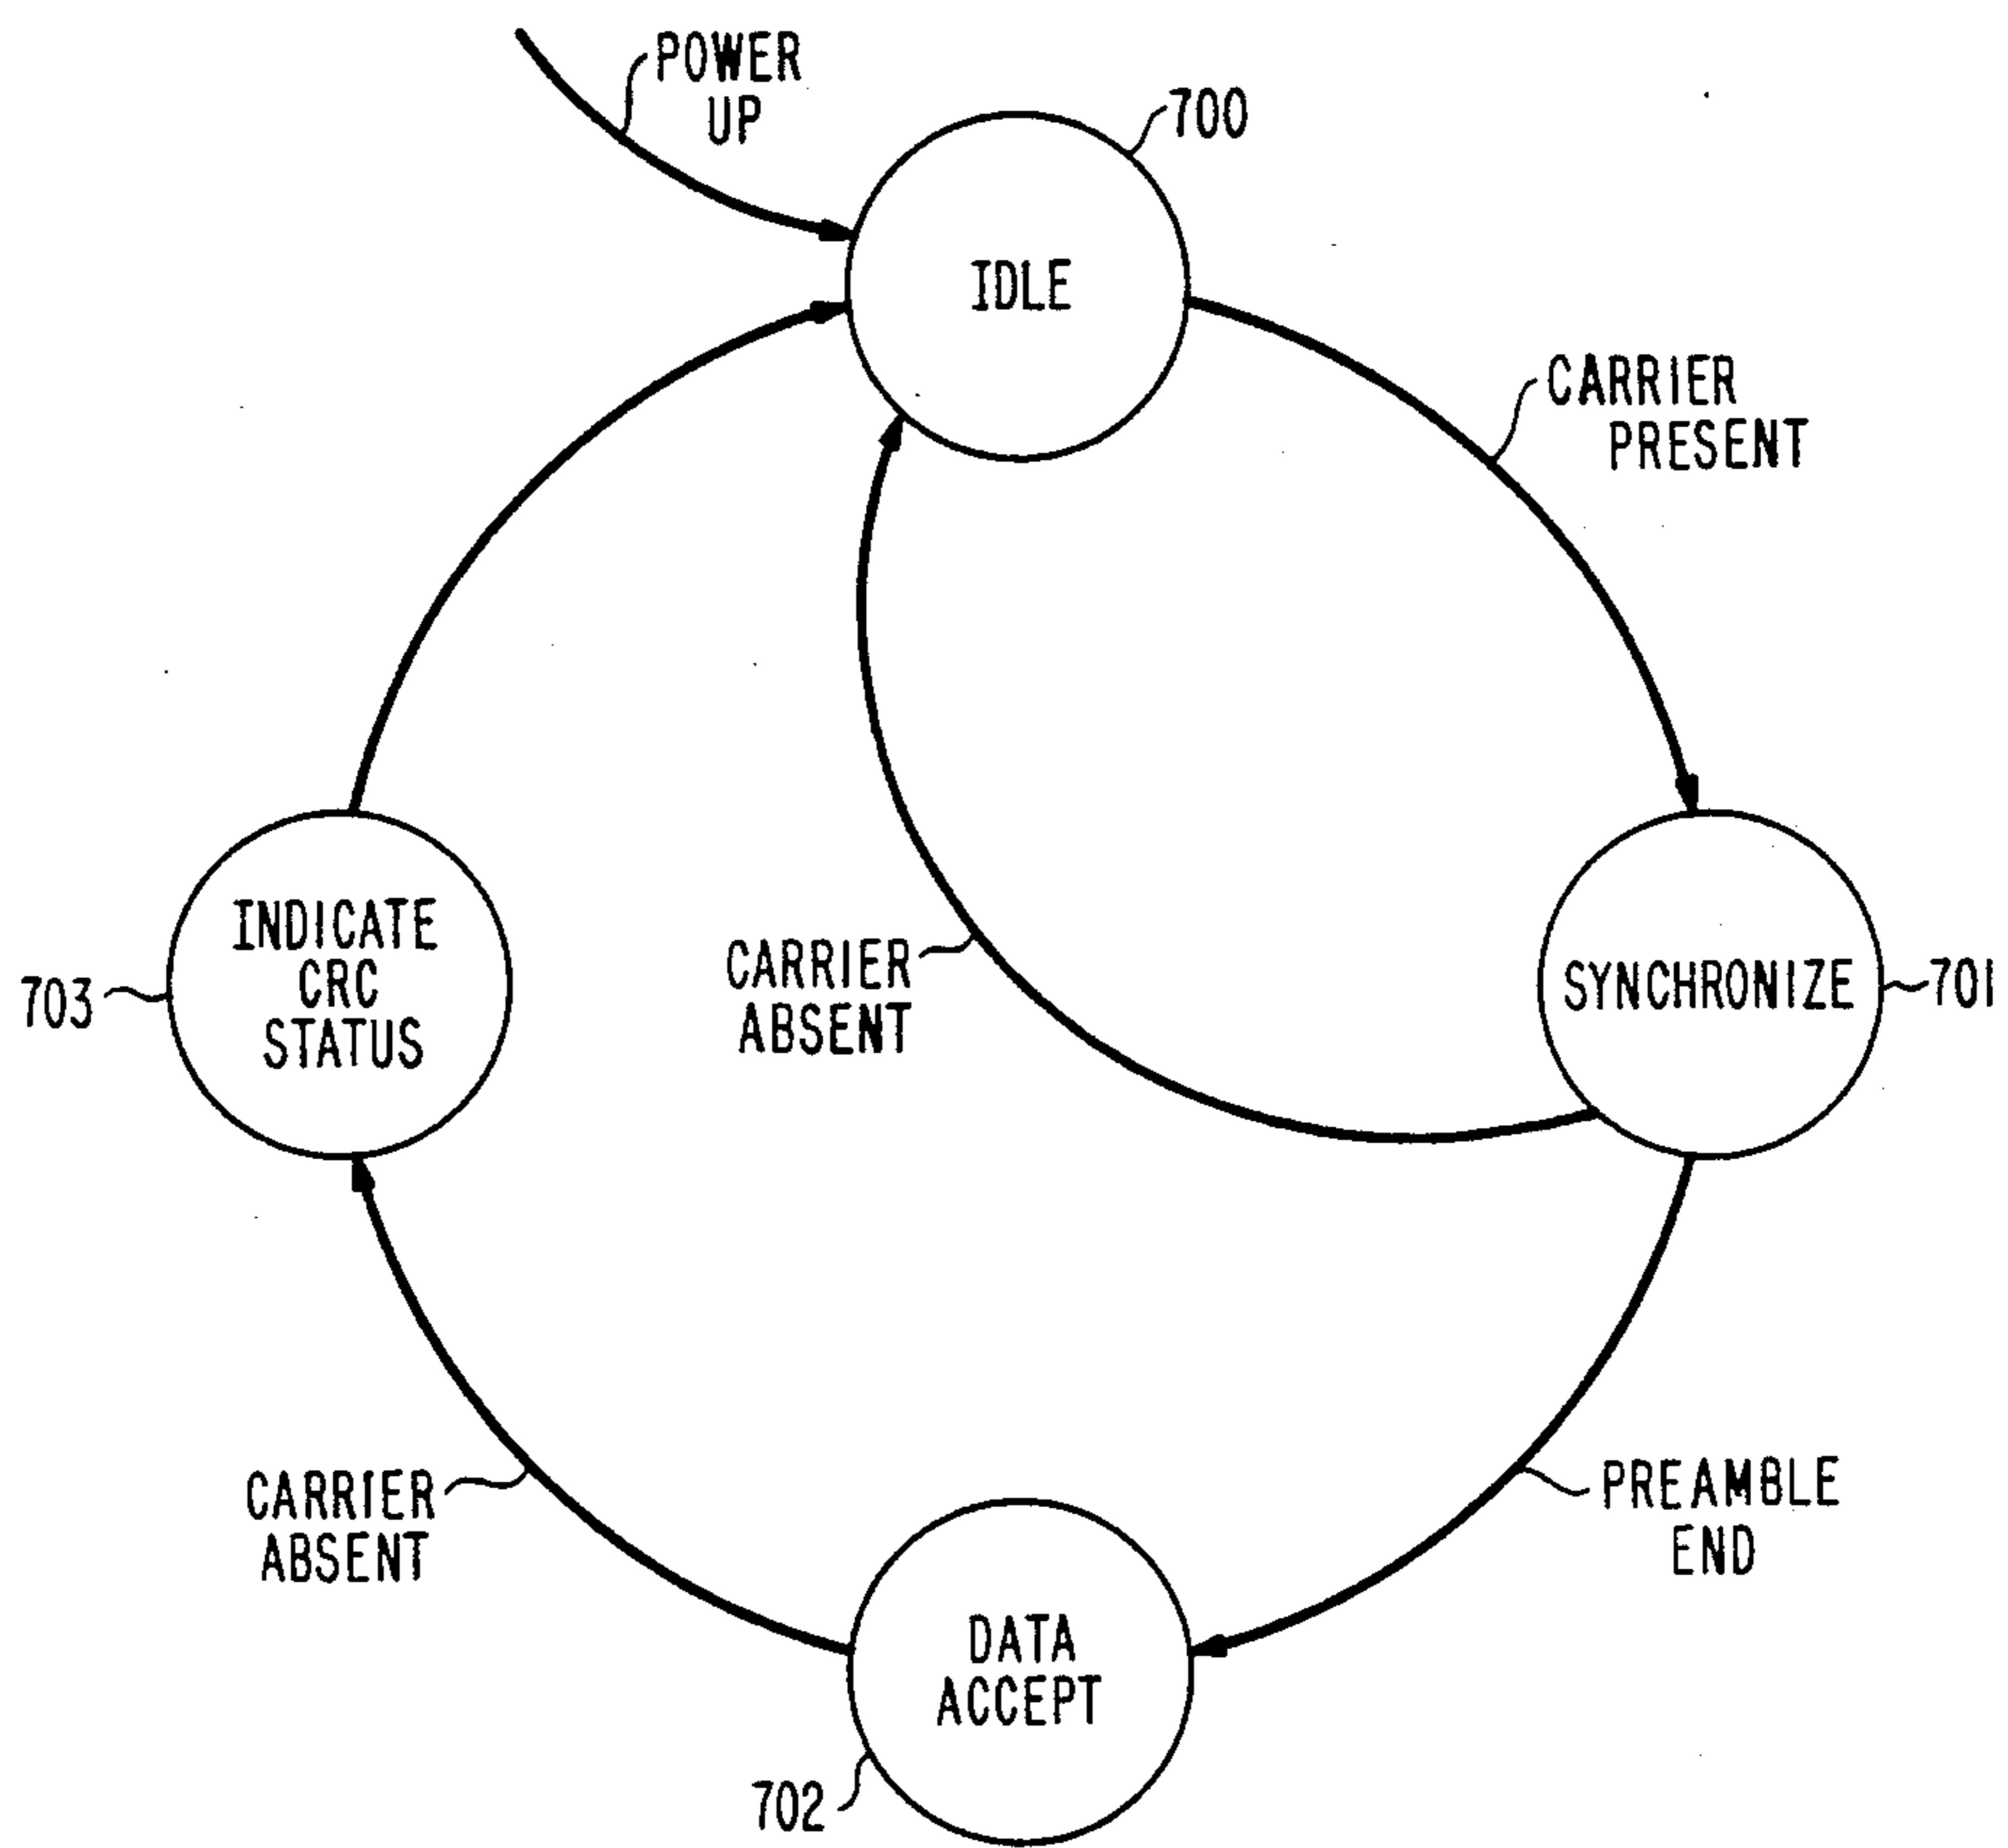 POWER
UP
700
IDLE
CARRIER
PRESENT
INDICATE
CRC
STATUS
703
CARRIER
ABSENT
SYNCHRONIZE
701
CARRIER
ABSENT
PREAMBLE
END
DATA
ACCEPT
702